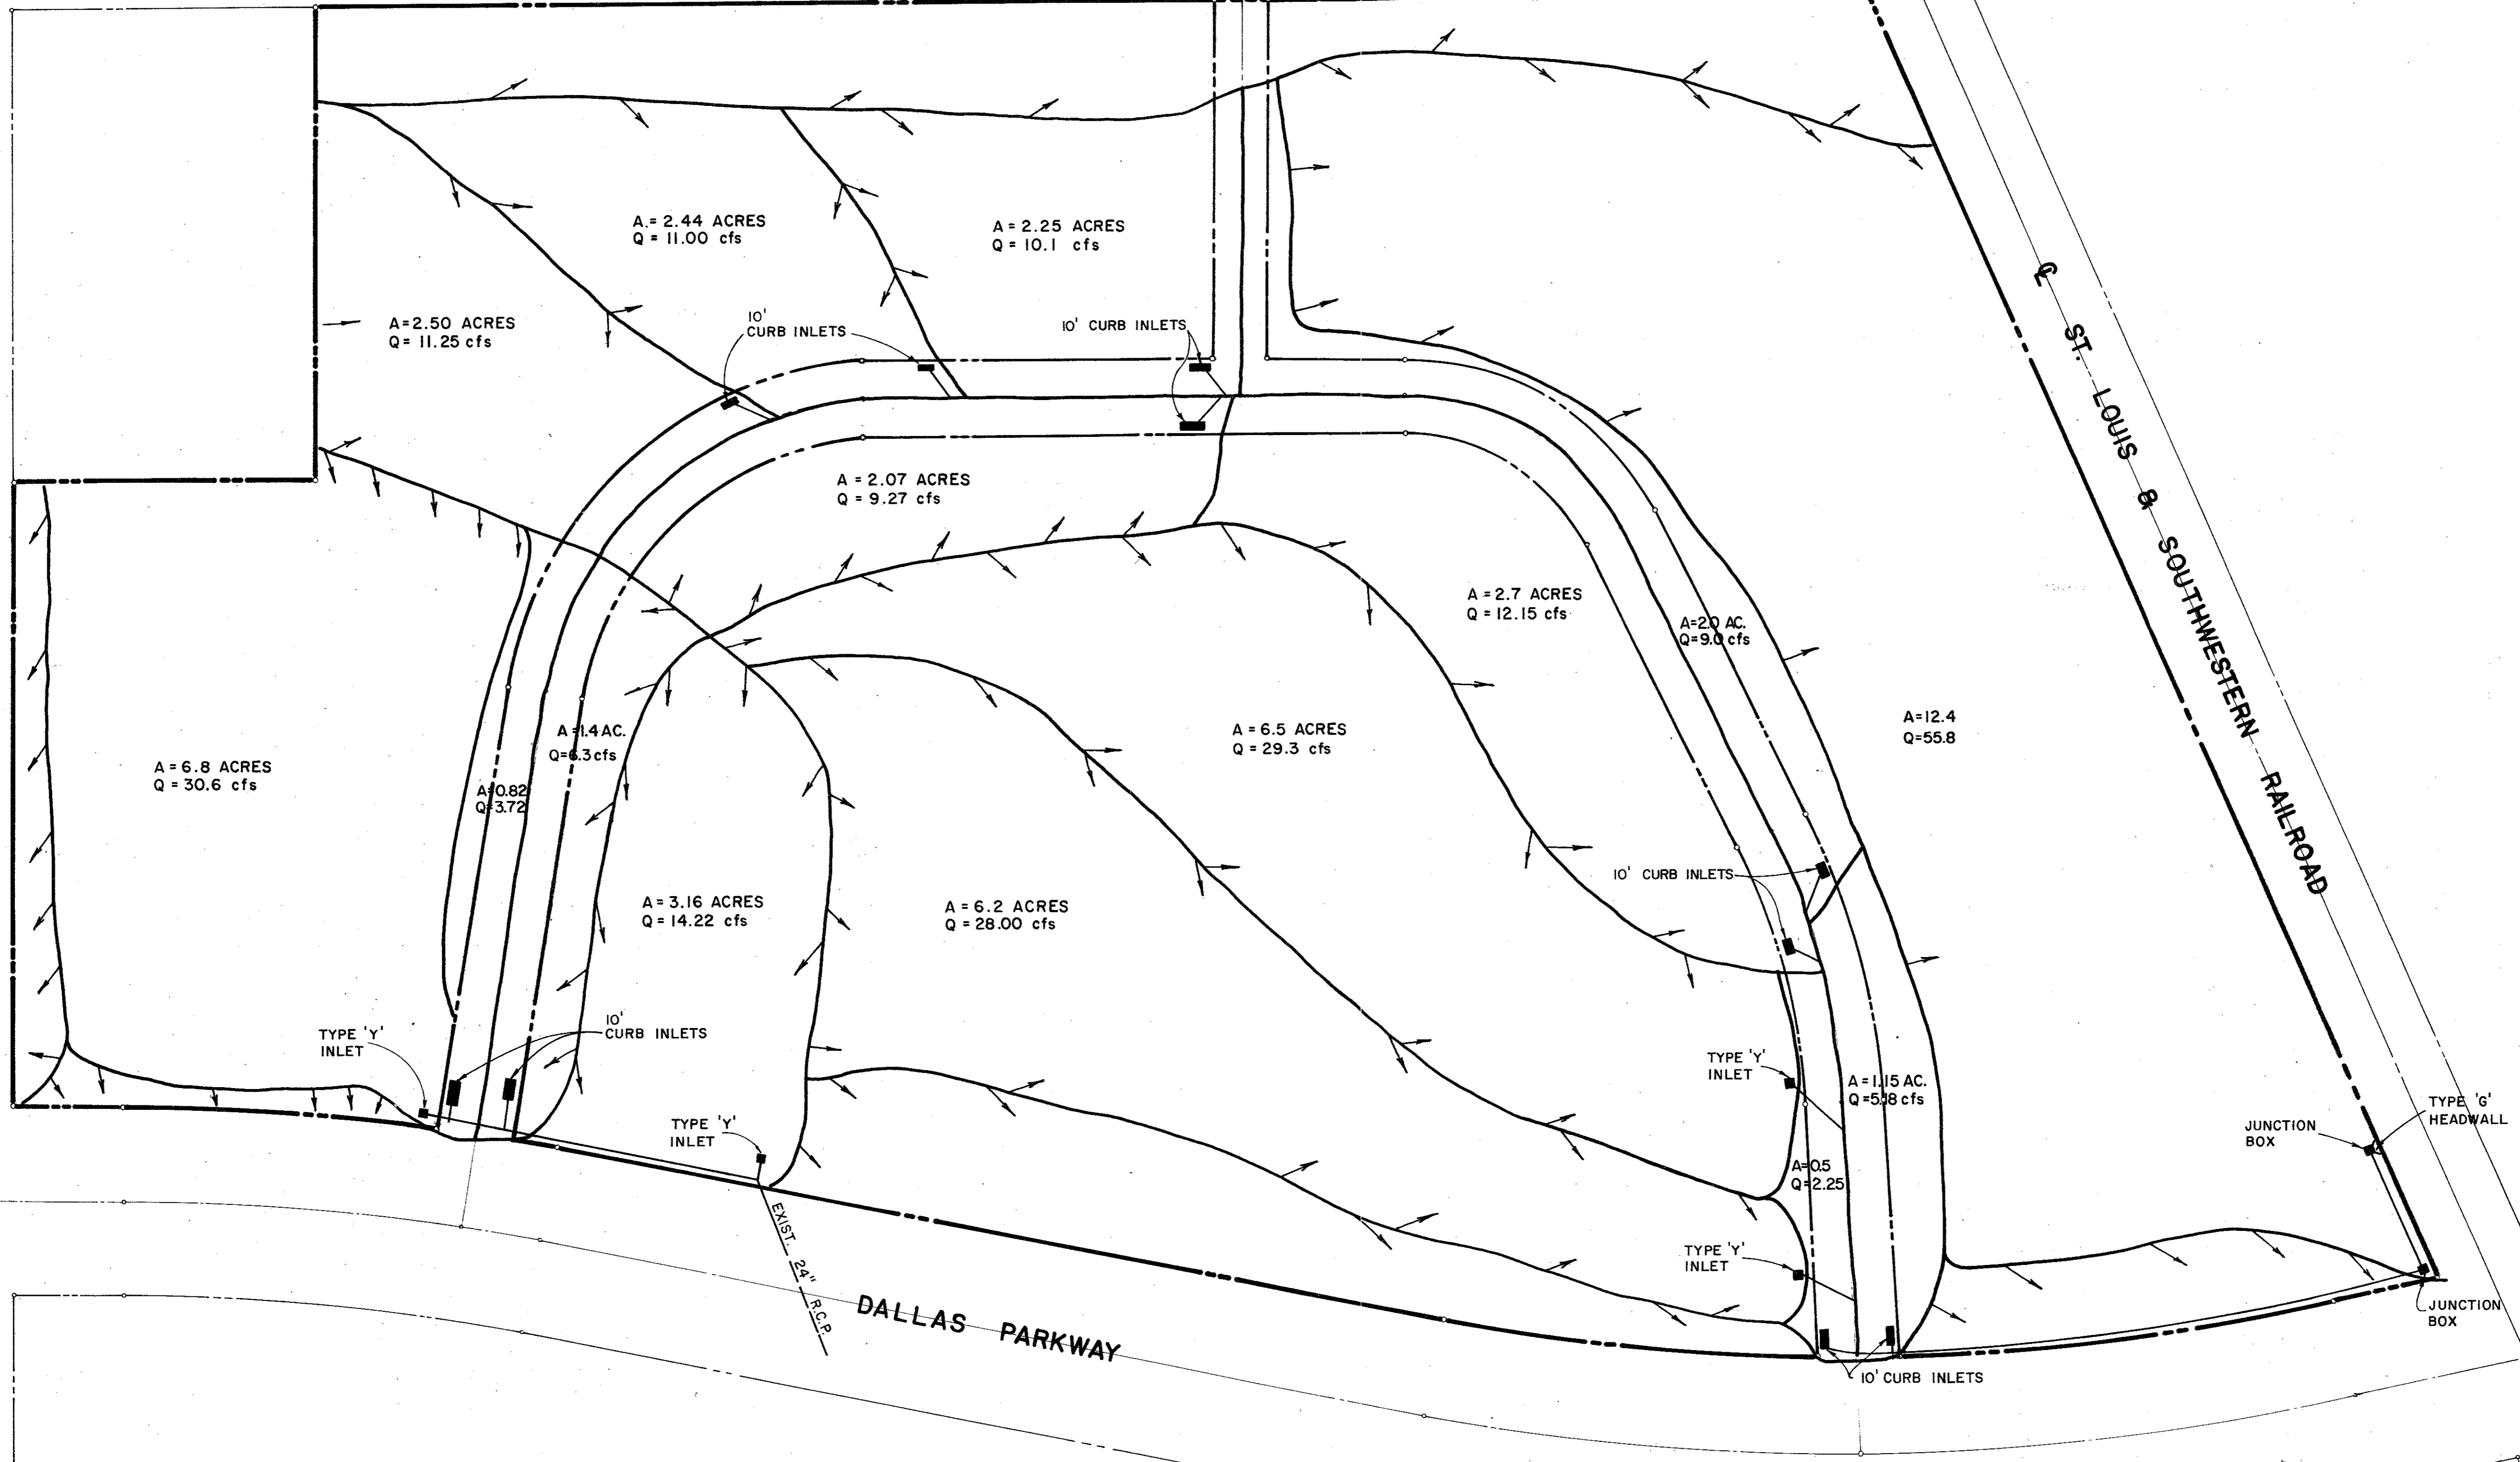 A. = 2.44 ACRES
Q = 11.00 cfs
A = 2.25 ACRES
Q = 10.1 cfs
A = 2.50 ACRES
Q = 11.25 cfs
10'
CURB INLETS
10' CURB INLETS
℄ ST. LOUIS & SOUTHWESTERN RAILROAD
A = 2.07 ACRES
Q = 9.27 cfs
A = 2.7 ACRES
Q = 12.15 cfs
A=2.0 AC.
Q=9.0 cfs
A = 6.5 ACRES
Q = 29.3 cfs
A=12.4
Q=55.8
A = 1.4 AC.
Q=6.3 cfs
A = 6.8 ACRES
Q = 30.6 cfs
A=0.82
Q=3.72
A = 3.16 ACRES
Q = 14.22 cfs
A = 6.2 ACRES
Q = 28.00 cfs
10' CURB INLETS
TYPE 'Y'
INLET
10'
CURB INLETS
TYPE 'Y'
INLET
TYPE 'Y'
INLET
A = 1.15 AC.
Q=5.18 cfs
A=0.5
Q=2.25
TYPE 'Y'
INLET
JUNCTION
BOX
TYPE 'G'
HEADWALL
JUNCTION
BOX
EXIST. 24" R.C.P.
DALLAS PARKWAY
10' CURB INLETS